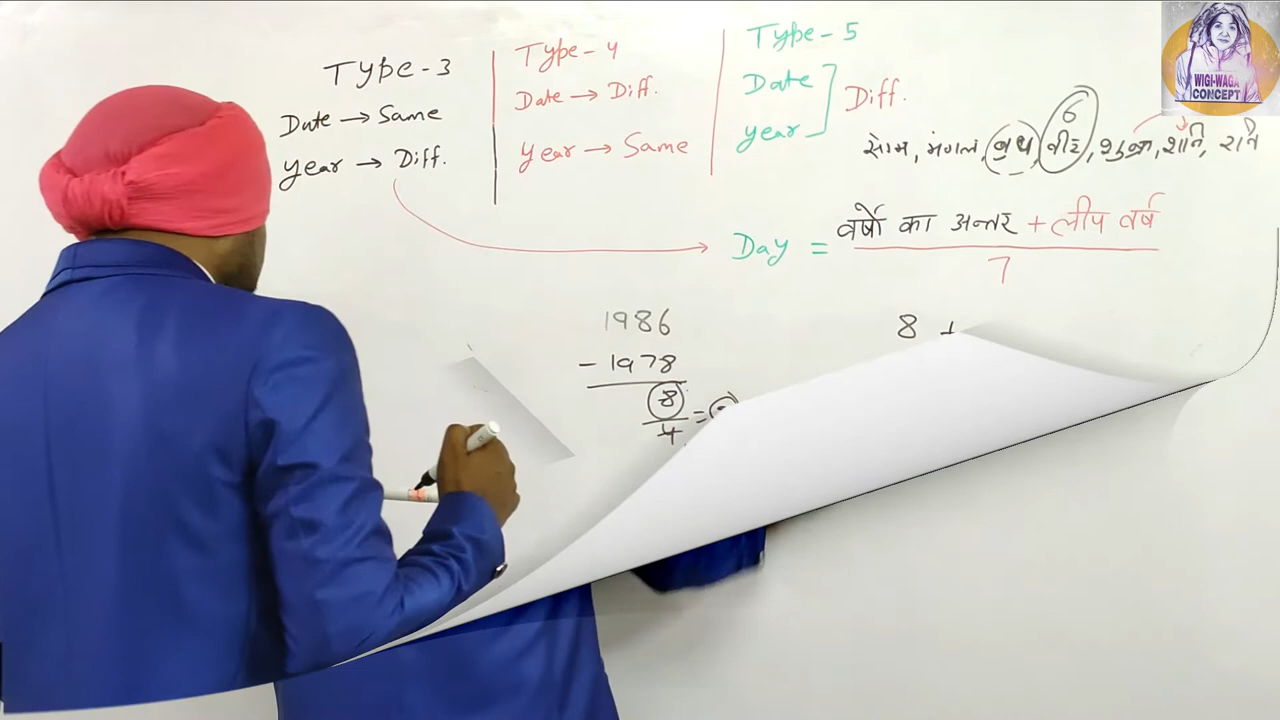 Type-3
Date → Same
Year → Diff.
Type-4
Date → Diff.
Year → Same
Type-5
Date
Year
Diff.
6
सोम, मंगल, बुध, वीर, शुक्र, शनि, रवि
Day = वर्षो का अन्तर + लीप वर्ष
7
1986
- 1978
8
4 =
8 +
WIGI-WAGA
CONCEPT